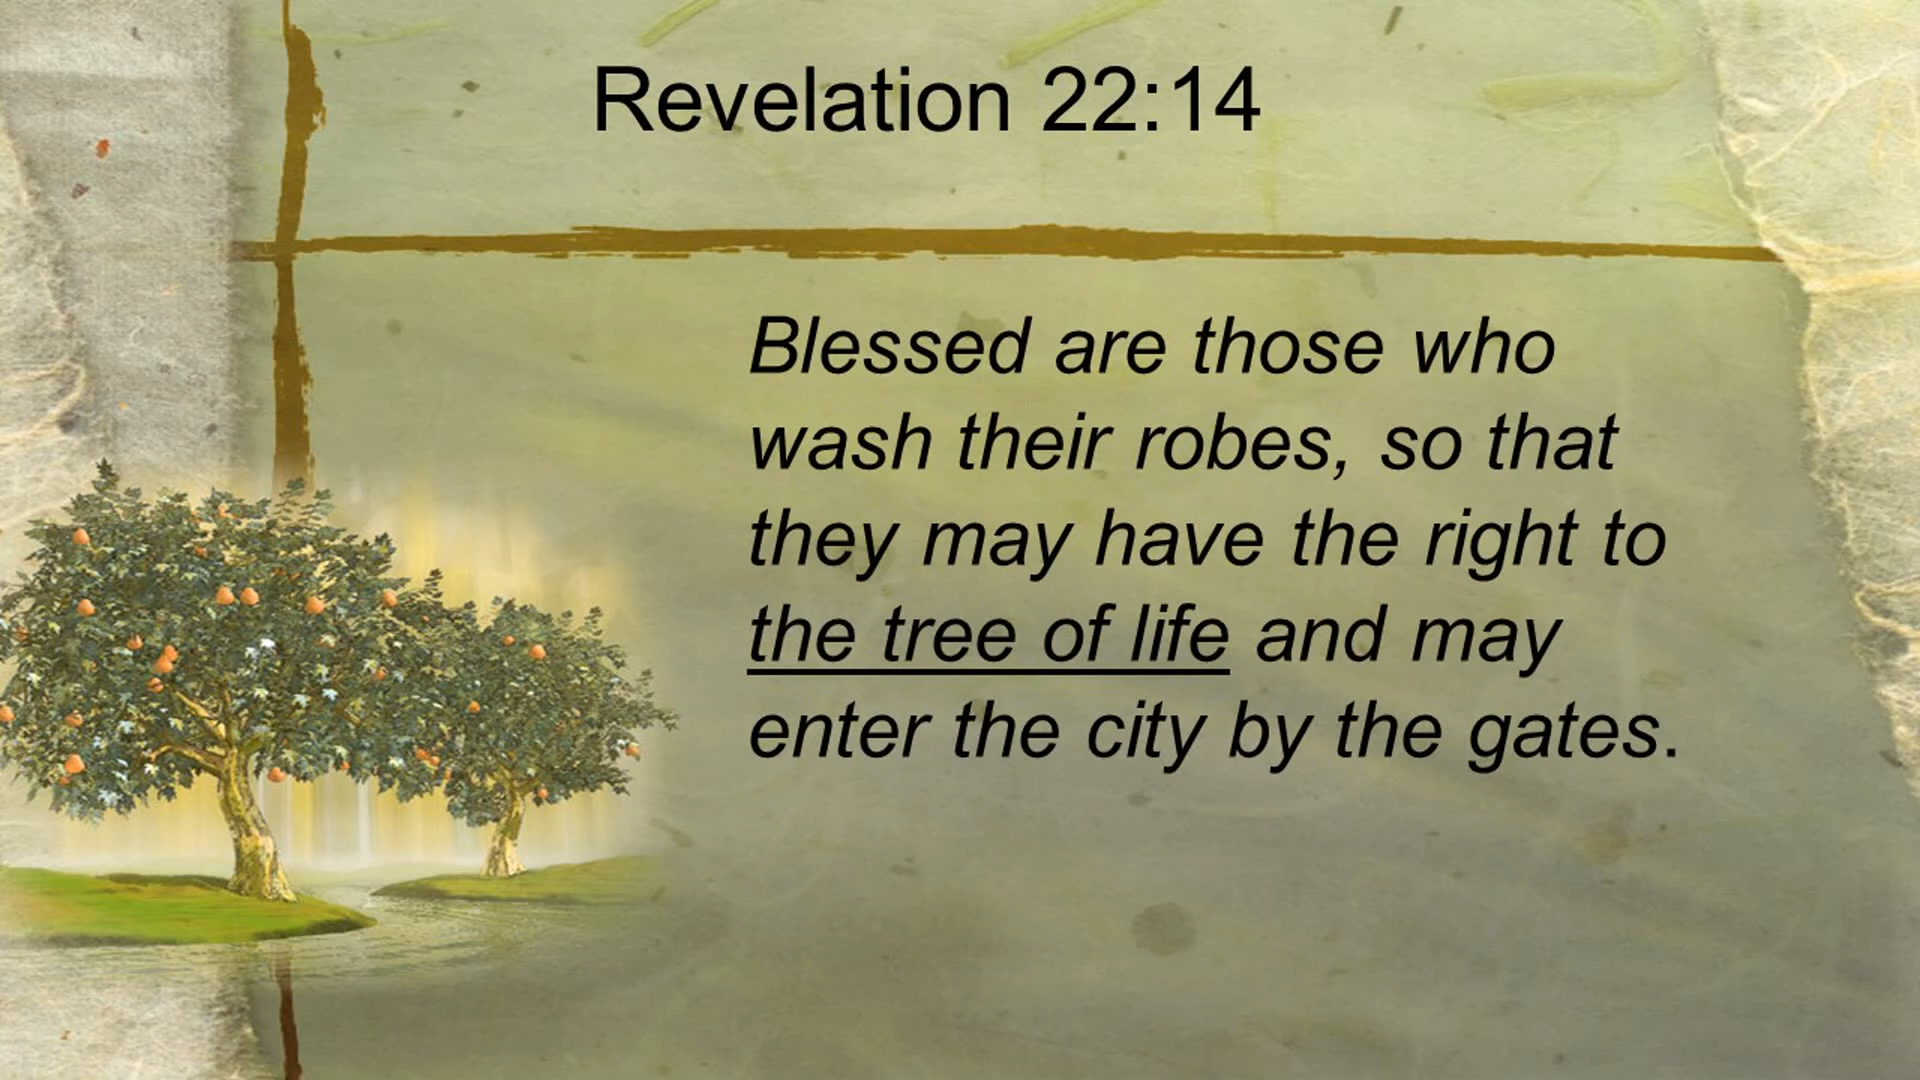 Revelation 22:14
Blessed are those who
wash their robes, so that
they may have the right to
the tree of life and may
enter the city by the gates.